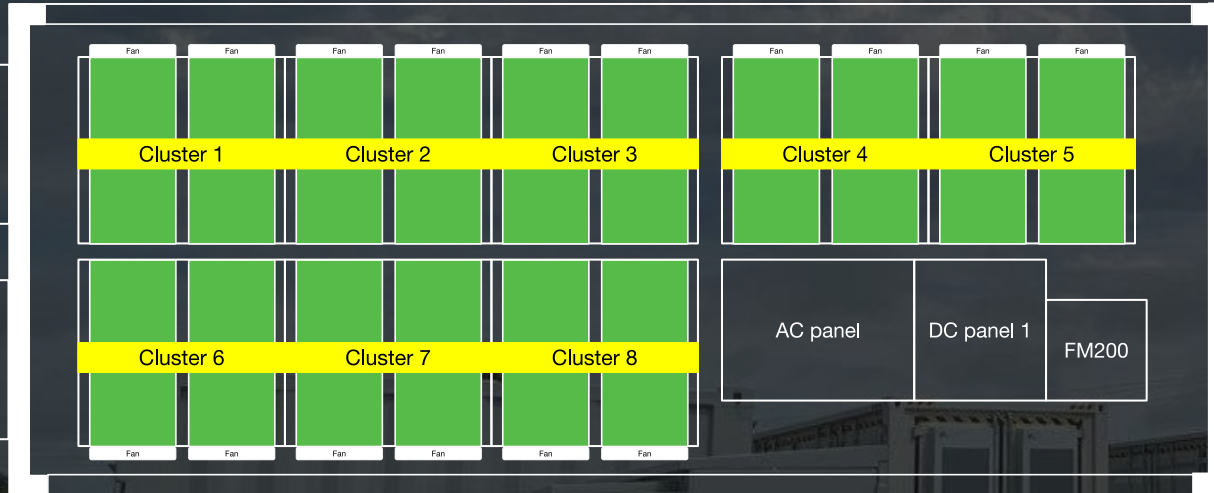 Fan Fan Fan Fan Fan Fan Fan Fan Fan Fan
Cluster 1 Cluster 2 Cluster 3 Cluster 4 Cluster 5
AC panel DC panel 1 FM200
Cluster 6 Cluster 7 Cluster 8
Fan Fan Fan Fan Fan Fan